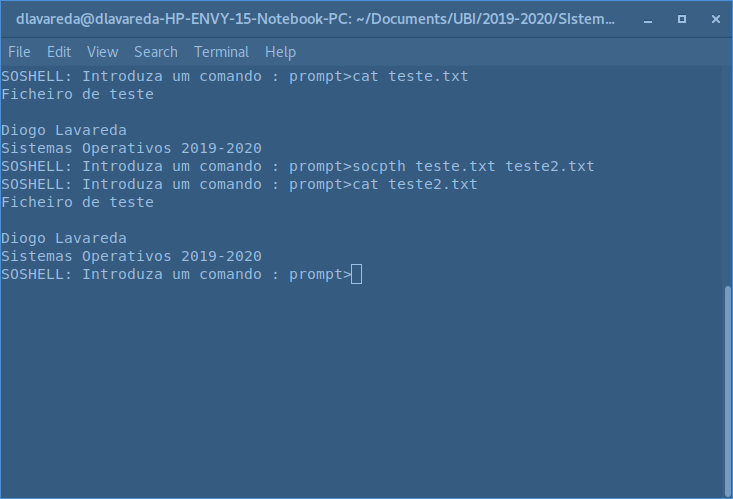 dlavareda@dlavareda-HP-ENVY-15-Notebook-PC: ~/Documents/UBI/2019-2020/SIstem...
File Edit View Search Terminal Help
SOSHELL: Introduza um comando : prompt>cat teste.txt
Ficheiro de teste
Diogo Lavareda
Sistemas Operativos 2019-2020
SOSHELL: Introduza um comando : prompt>socpth teste.txt teste2.txt
SOSHELL: Introduza um comando : prompt>cat teste2.txt
Ficheiro de teste
Diogo Lavareda
Sistemas Operativos 2019-2020
SOSHELL: Introduza um comando : prompt>